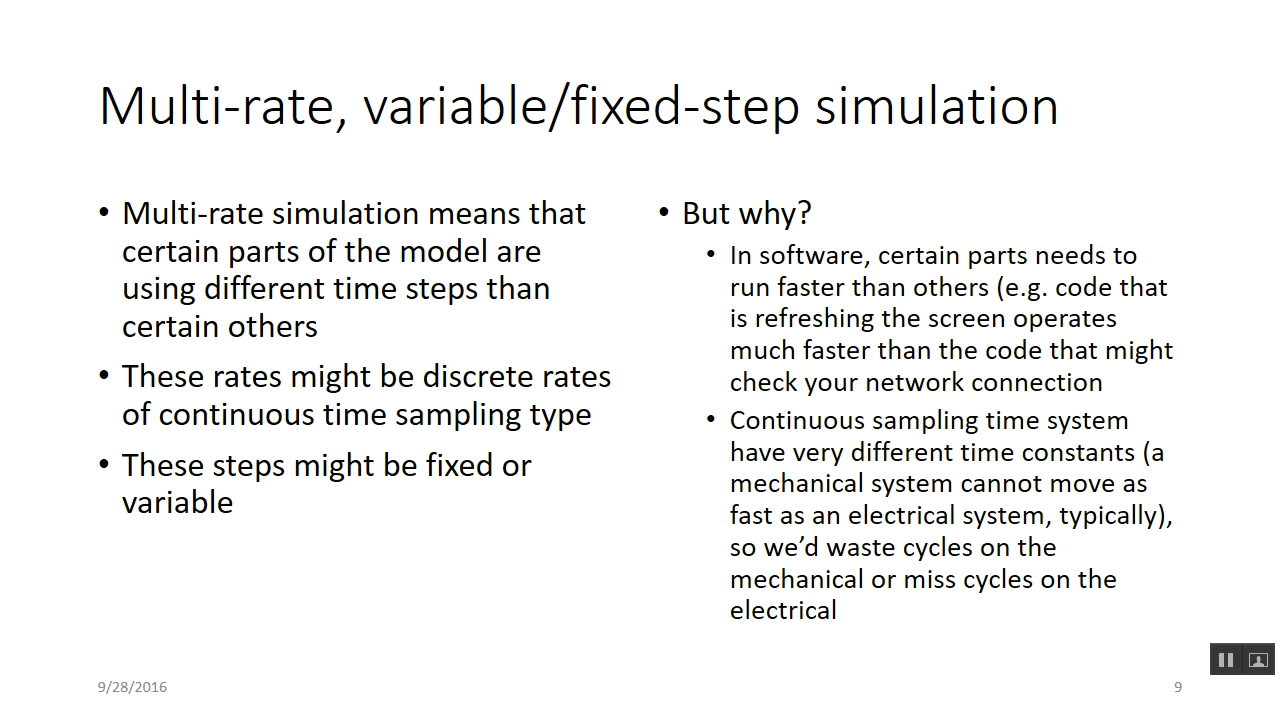 Multi-rate, variable/fixed-step simulation
• Multi-rate simulation means that
certain parts of the model are
using different time steps than
certain others
• These rates might be discrete rates
of continuous time sampling type
• These steps might be fixed or
variable
• But why?
• In software, certain parts needs to
run faster than others (e.g. code that
is refreshing the screen operates
much faster than the code that might
check your network connection
• Continuous sampling time system
have very different time constants (a
mechanical system cannot move as
fast as an electrical system, typically),
so we’d waste cycles on the
mechanical or miss cycles on the
electrical
9/28/2016
9